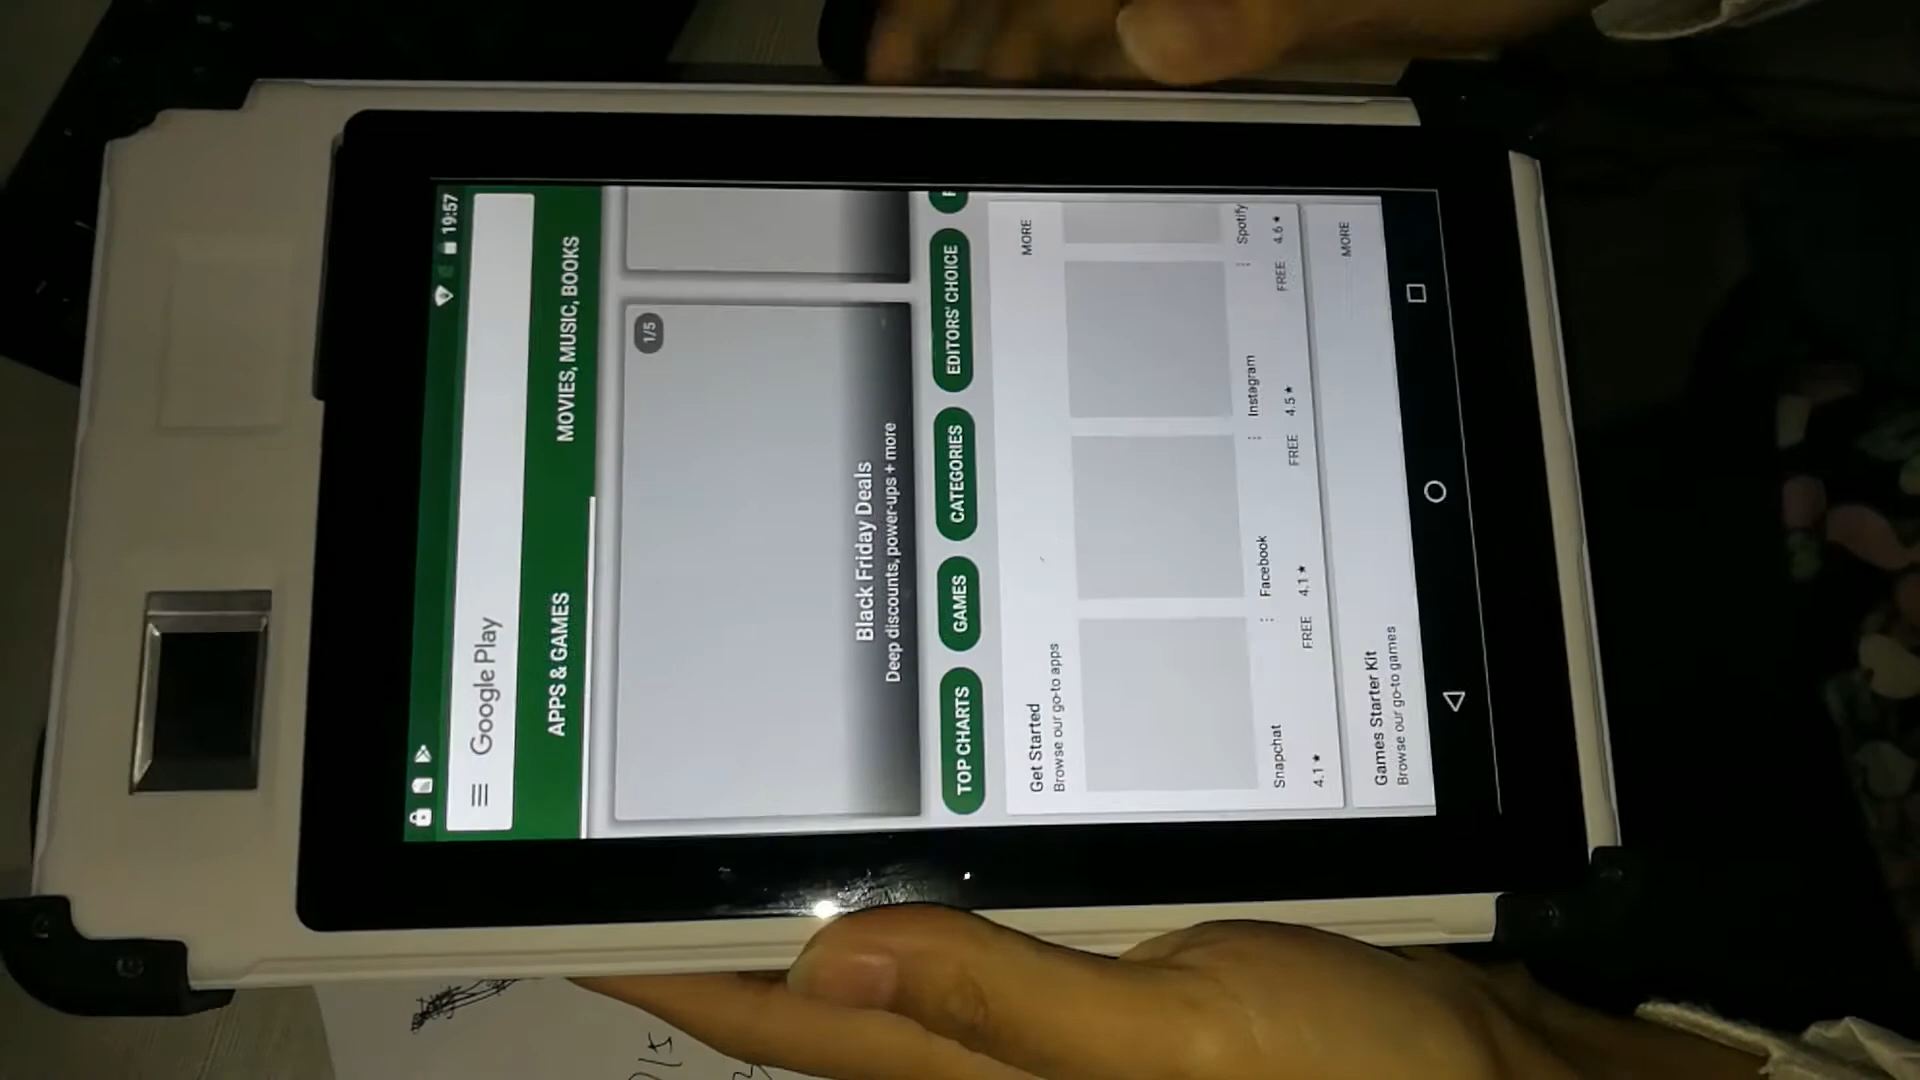 19:57
Google Play
APPS & GAMES
MOVIES, MUSIC, BOOKS
1/5
Black Friday Deals
Deep discounts, power-ups + more
TOP CHARTS
GAMES
CATEGORIES
EDITORS' CHOICE
Get Started
MORE
Browse our go-to apps
Snapchat
Facebook
Instagram
Spotify
4.1★ FREE
4.1★ FREE
4.5★ FREE
4.6★
Games Starter Kit
MORE
Browse our go-to games